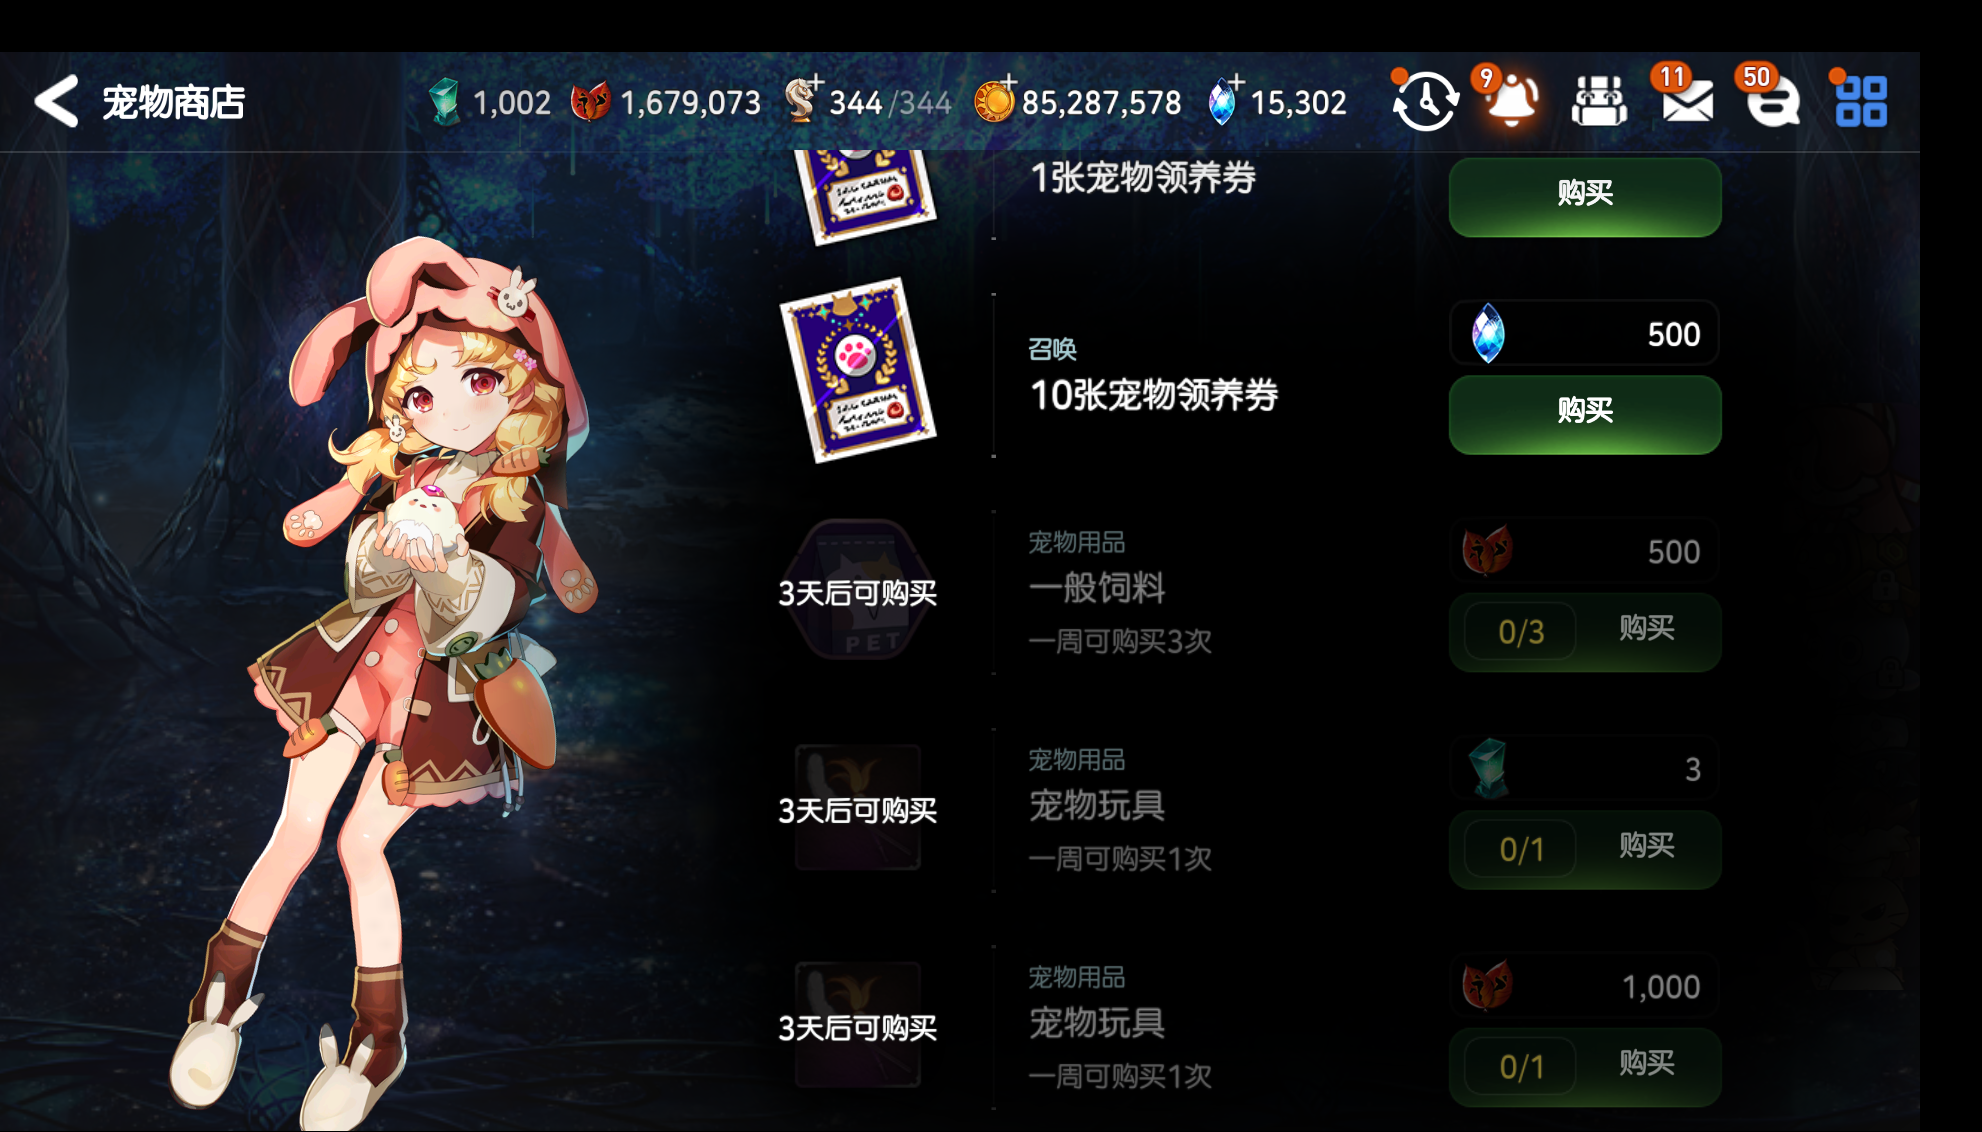 宠物商店
1,002
1,679,073
344/344
85,287,578
15,302
9
11
50
1张宠物领养券
购买
召唤
10张宠物领养券
500
购买
3天后可购买
PET
宠物用品
一般饲料
一周可购买3次
500
0/3
购买
3天后可购买
宠物用品
宠物玩具
一周可购买1次
3
0/1
购买
3天后可购买
宠物用品
宠物玩具
一周可购买1次
1,000
0/1
购买